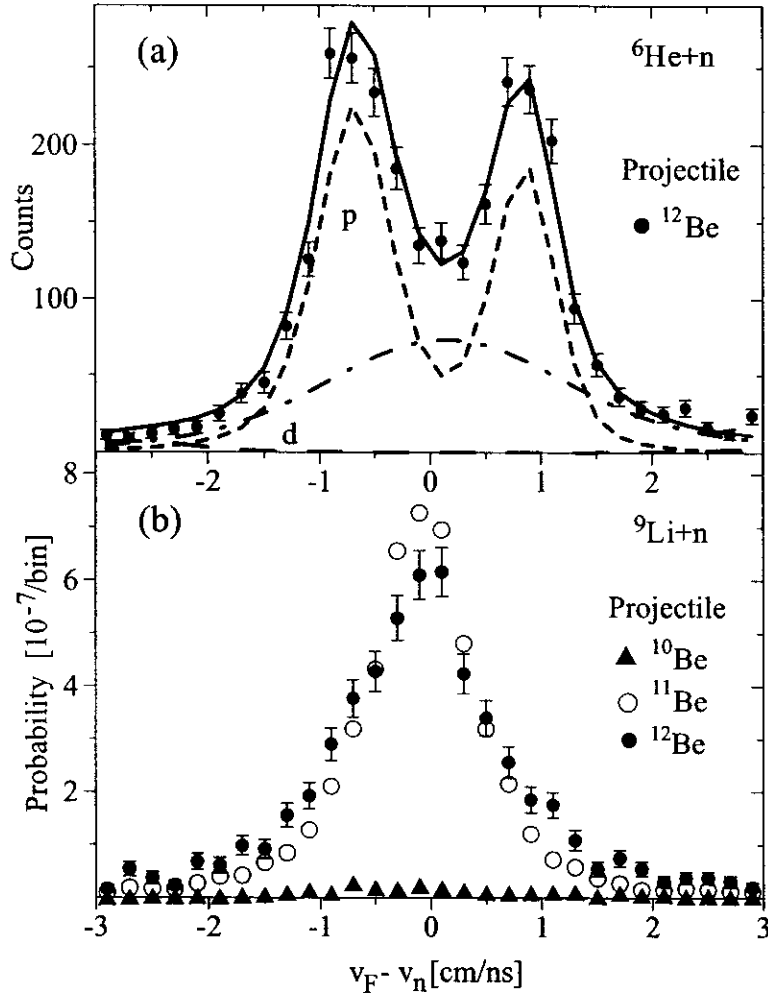 (a)
⁶He+n
200
Counts
Projectile
● ¹²Be
p
100
d
-2 -1 0 1 2
8
(b)
⁹Li+n
6
Probability [10⁻⁷/bin]
Projectile
▲ ¹⁰Be
○ ¹¹Be
● ¹²Be
4
2
-3 -2 -1 0 1 2 3
v_F - v_n [cm/ns]